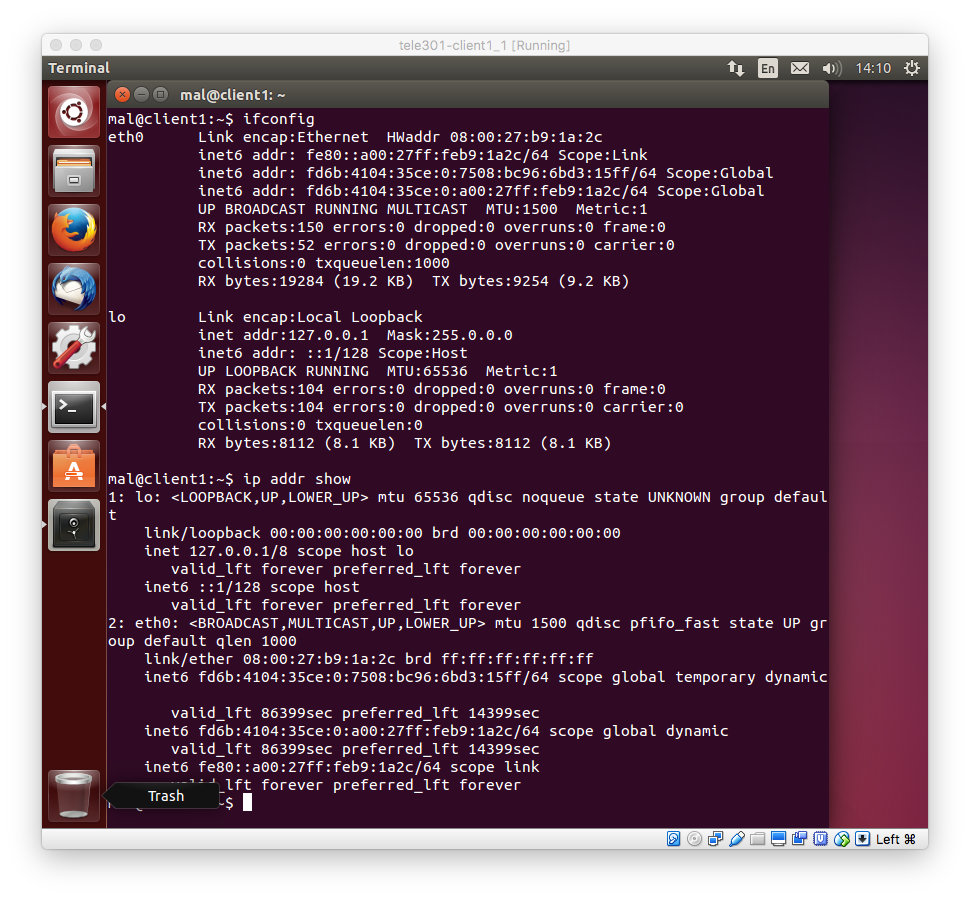 tele301-client1_1 [Running]
Terminal
En
14:10
mal@client1: ~
mal@client1:~$ ifconfig
eth0      Link encap:Ethernet  HWaddr 08:00:27:b9:1a:2c
          inet6 addr: fe80::a00:27ff:feb9:1a2c/64 Scope:Link
          inet6 addr: fd6b:4104:35ce:0:7508:bc96:6bd3:15ff/64 Scope:Global
          inet6 addr: fd6b:4104:35ce:0:a00:27ff:feb9:1a2c/64 Scope:Global
          UP BROADCAST RUNNING MULTICAST  MTU:1500  Metric:1
          RX packets:150 errors:0 dropped:0 overruns:0 frame:0
          TX packets:52 errors:0 dropped:0 overruns:0 carrier:0
          collisions:0 txqueuelen:1000
          RX bytes:19284 (19.2 KB)  TX bytes:9254 (9.2 KB)
lo        Link encap:Local Loopback
          inet addr:127.0.0.1  Mask:255.0.0.0
          inet6 addr: ::1/128 Scope:Host
          UP LOOPBACK RUNNING  MTU:65536  Metric:1
          RX packets:104 errors:0 dropped:0 overruns:0 frame:0
          TX packets:104 errors:0 dropped:0 overruns:0 carrier:0
          collisions:0 txqueuelen:0
          RX bytes:8112 (8.1 KB)  TX bytes:8112 (8.1 KB)
mal@client1:~$ ip addr show
1: lo: <LOOPBACK,UP,LOWER_UP> mtu 65536 qdisc noqueue state UNKNOWN group defaul
t
    link/loopback 00:00:00:00:00:00 brd 00:00:00:00:00:00
    inet 127.0.0.1/8 scope host lo
       valid_lft forever preferred_lft forever
    inet6 ::1/128 scope host
       valid_lft forever preferred_lft forever
2: eth0: <BROADCAST,MULTICAST,UP,LOWER_UP> mtu 1500 qdisc pfifo_fast state UP gr
oup default qlen 1000
    link/ether 08:00:27:b9:1a:2c brd ff:ff:ff:ff:ff:ff
    inet6 fd6b:4104:35ce:0:7508:bc96:6bd3:15ff/64 scope global temporary dynamic
       valid_lft 86399sec preferred_lft 14399sec
    inet6 fd6b:4104:35ce:0:a00:27ff:feb9:1a2c/64 scope global dynamic
       valid_lft 86399sec preferred_lft 14399sec
    inet6 fe80::a00:27ff:feb9:1a2c/64 scope link
       forever preferred_lft forever
~$
Trash
Left ⌘